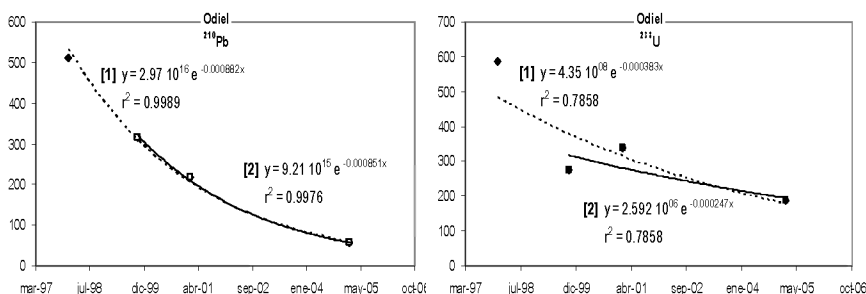 Odiel
210Pb
600
500
400
300
200
100
0
[1] y = 2.97 10^16 e^-0.000882x
r^2 = 0.9989
[2] y = 9.21 10^15 e^-0.000851x
r^2 = 0.9976
mar-97 jul-98 dic-99 abr-01 sep-02 ene-04 may-05 oct-06
Odiel
U
700
600
500
400
300
200
100
0
[1] y = 4.35 10^08 e^-0.000383x
r^2 = 0.7858
[2] y = 2.592 10^06 e^-0.000247x
r^2 = 0.7858
mar-97 jul-98 dic-99 abr-01 sep-02 ene-04 may-05 oct-06